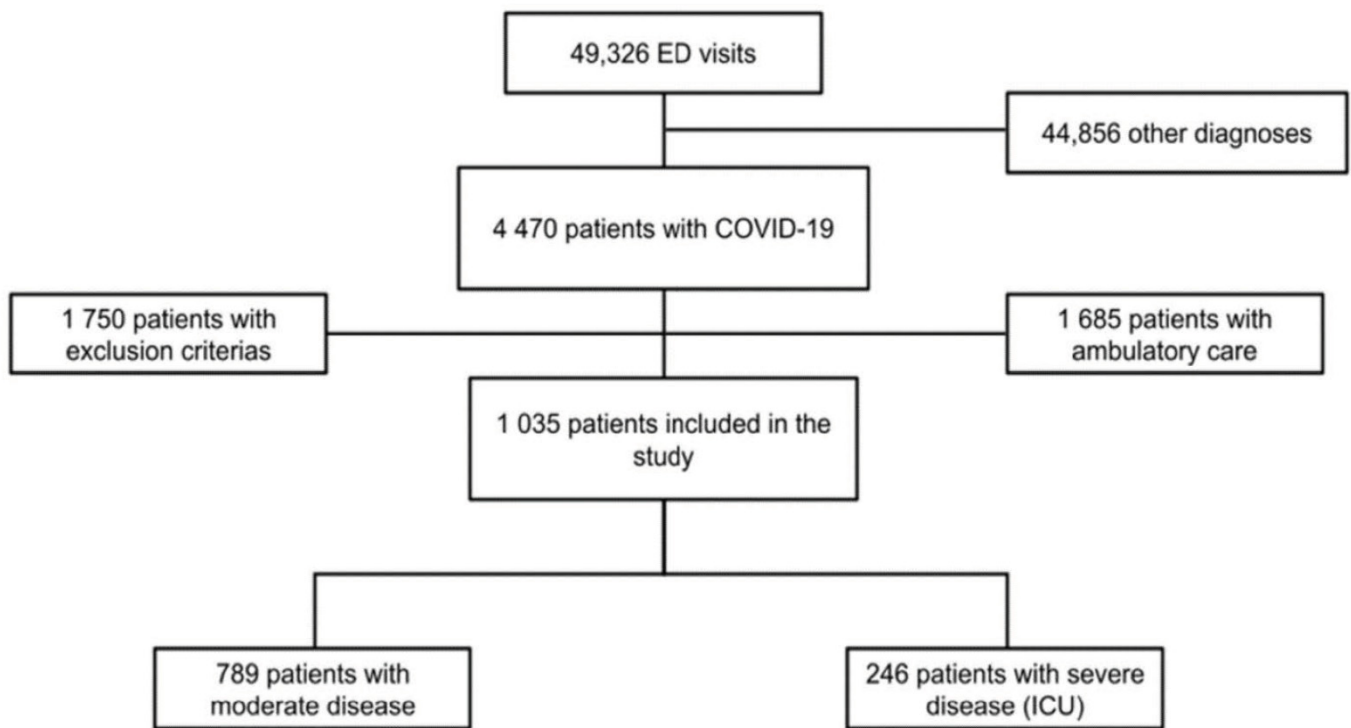 49,326 ED visits
44,856 other diagnoses
4 470 patients with COVID-19
1 750 patients with
exclusion criterias
1 685 patients with
ambulatory care
1 035 patients included in the
study
789 patients with
moderate disease
246 patients with severe
disease (ICU)